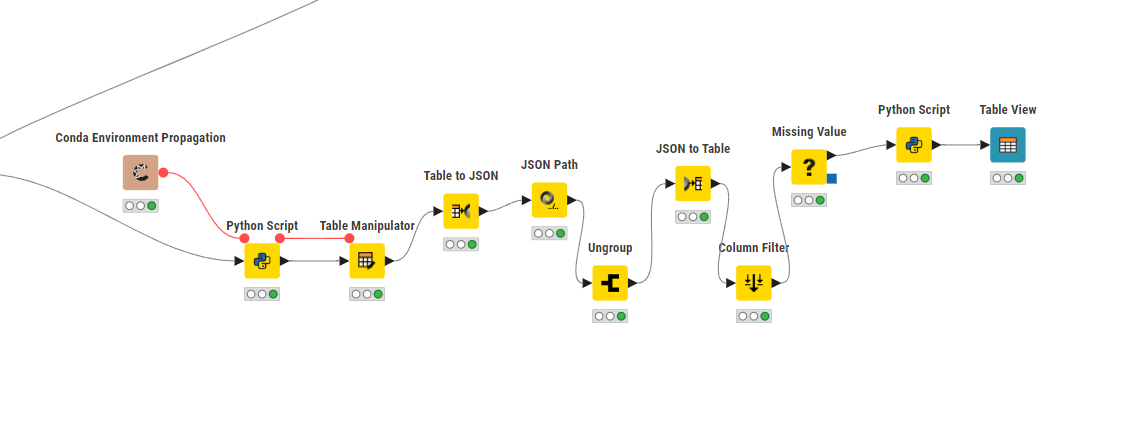 Conda Environment Propagation
Python Script
Table Manipulator
Table to JSON
JSON Path
Ungroup
JSON to Table
Column Filter
Missing Value
?
Python Script
Table View